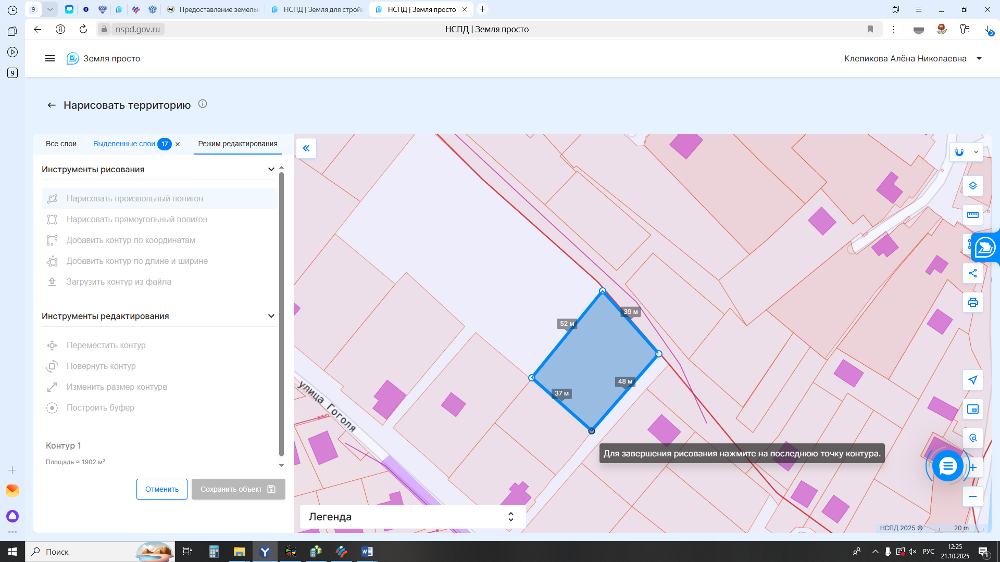 9
Предоставление земельн
НСПД | Земля для стройк
НСПД | Земля просто
nspd.gov.ru
НСПД | Земля просто
3
9
Земля просто
Клепикова Алёна Николаевна
Нарисовать территорию
Все слои
Выделенные слои 17
Режим редактирования
Инструменты рисования
Нарисовать произвольный полигон
Нарисовать прямоугольный полигон
Добавить контур по координатам
Добавить контур по длине и ширине
Загрузить контур из файла
Инструменты редактирования
Переместить контур
Повернуть контур
Изменить размер контура
Построить буфер
Контур 1
Площадь ≈ 1902 м²
Отменить
Сохранить объект
39 м
52 м
48 м
37 м
улица Гоголя
Для завершения рисования нажмите на последнюю точку контура.
Легенда
НСПД 2025 ©
20 m
Поиск
РУС
12:25
21.10.2025
1